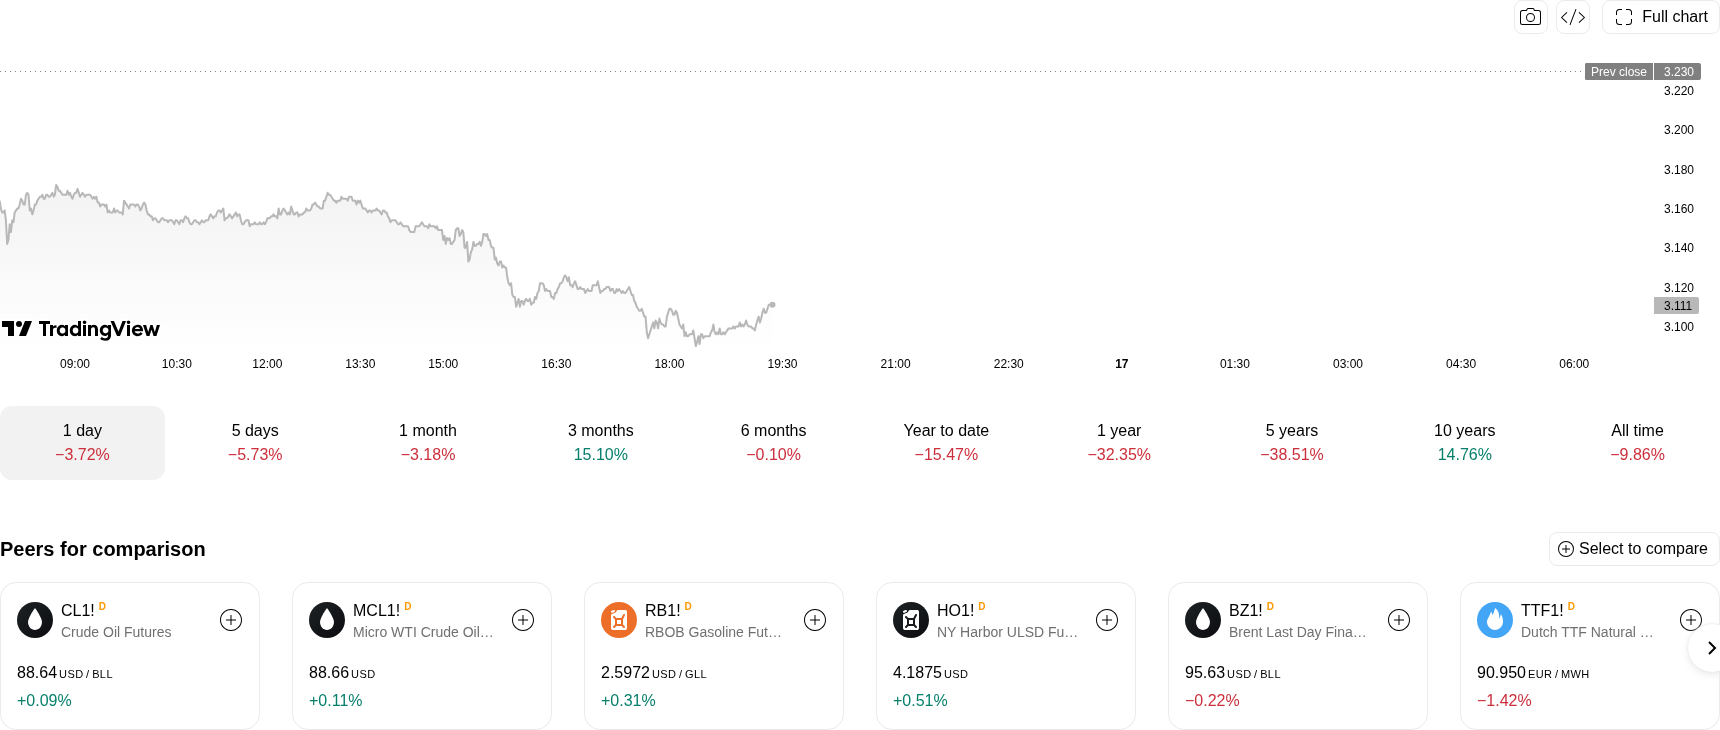 Full chart
Prev close 3.230
3.220
3.200
3.180
3.160
3.140
3.120
3.111
3.100
TradingView
09:00 10:30 12:00 13:30 15:00 16:30 18:00 19:30 21:00 22:30 17 01:30 03:00 04:30 06:00
1 day 5 days 1 month 3 months 6 months Year to date 1 year 5 years 10 years All time
−3.72% −5.73% −3.18% 15.10% −0.10% −15.47% −32.35% −38.51% 14.76% −9.86%
Peers for comparison
Select to compare
CL1! D
Crude Oil Futures
88.64 USD / BLL
+0.09%
MCL1! D
Micro WTI Crude Oil…
88.66 USD
+0.11%
RB1! D
RBOB Gasoline Fut…
2.5972 USD / GLL
+0.31%
HO1! D
NY Harbor ULSD Fu…
4.1875 USD
+0.51%
BZ1! D
Brent Last Day Fina…
95.63 USD / BLL
−0.22%
TTF1! D
Dutch TTF Natural …
90.950 EUR / MWH
−1.42%